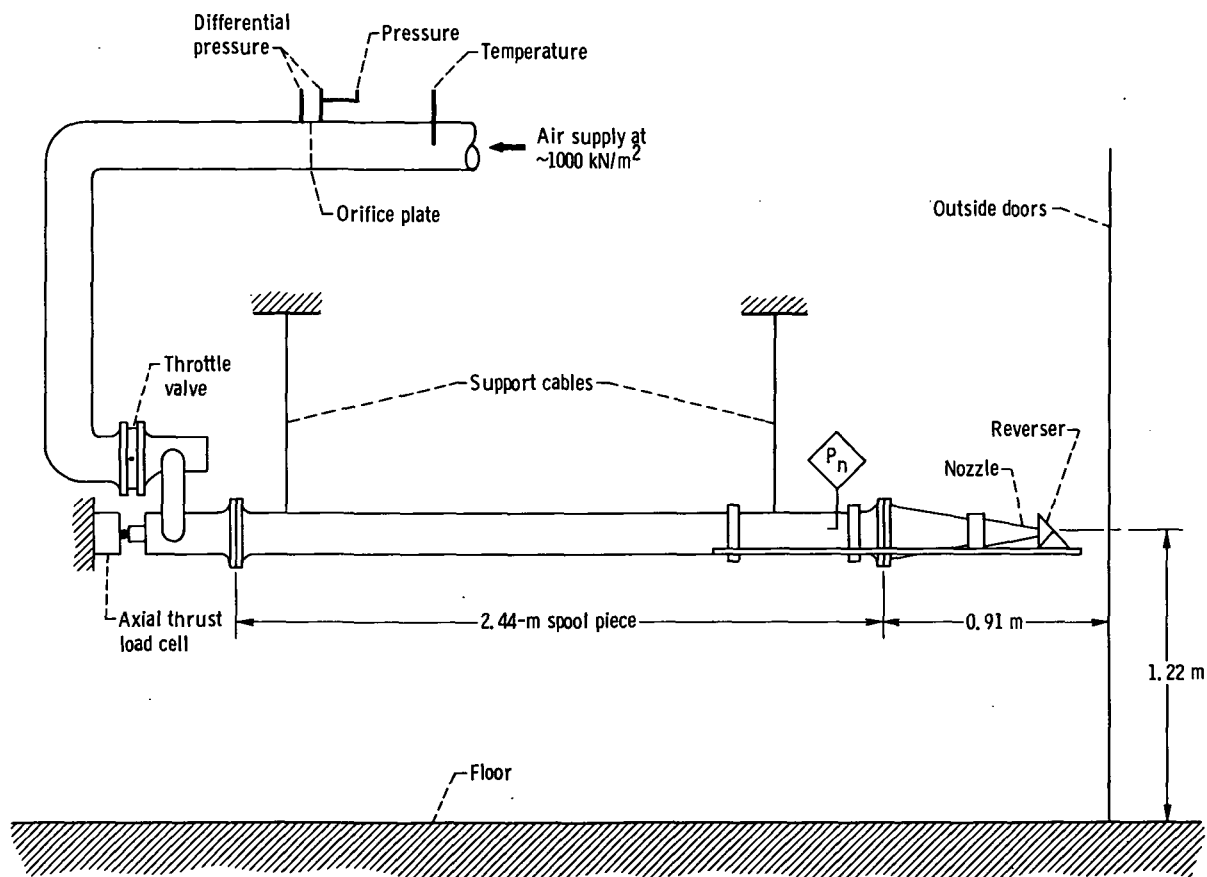 Differential
pressure
Pressure
Temperature
Air supply at
~1000 kN/m²
Orifice plate
Outside doors
Throttle
valve
Support cables
Reverser
Nozzle
Pn
Axial thrust
load cell
2.44-m spool piece
0.91 m
1.22 m
Floor